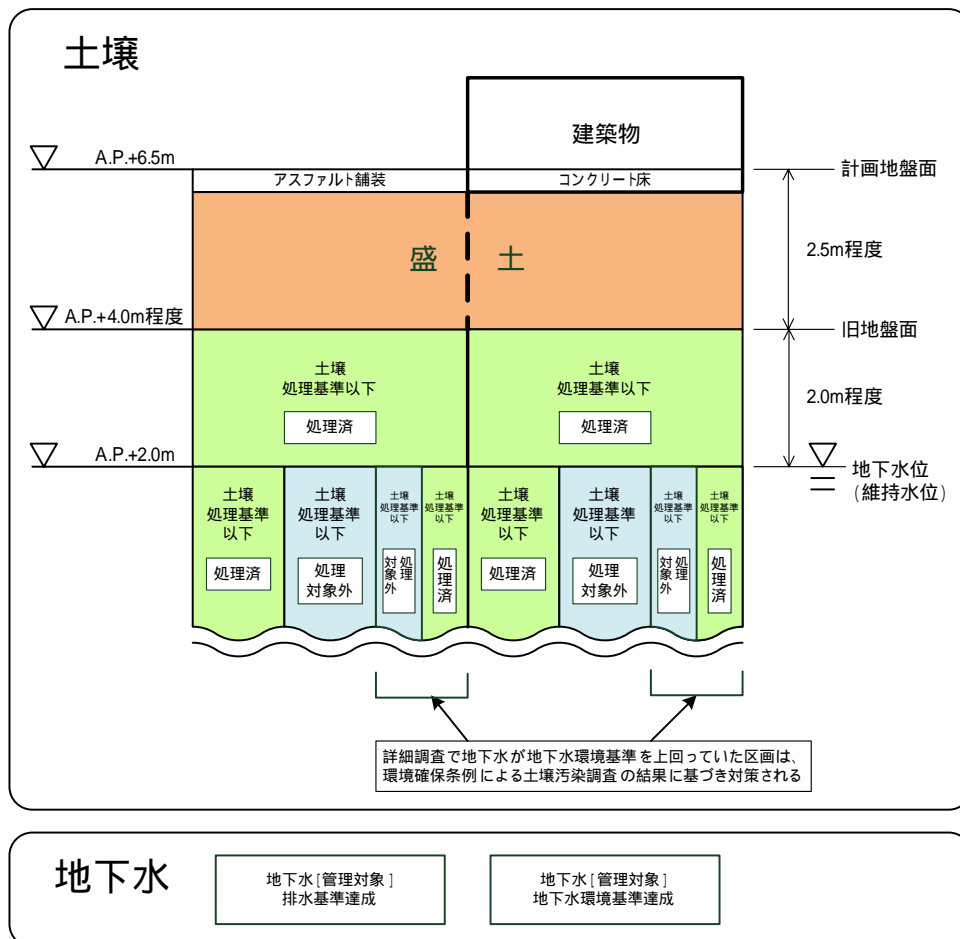 土壌
建築物
A.P.+6.5m
計画地盤面
アスファルト舗装
コンクリート床
盛土
2.5m程度
A.P.+4.0m程度
旧地盤面
土壌
処理基準以下
処理済
土壌
処理基準以下
処理済
2.0m程度
A.P.+2.0m
地下水位
(維持水位)
土壌
処理基準
以下
処理済
土壌
処理基準
以下
処理
対象外
土壌
処理基準
以下
処理
対象外
土壌
処理基準
以下
処理済
土壌
処理基準
以下
処理済
土壌
処理基準
以下
処理
対象外
土壌
処理基準
以下
処理
対象外
土壌
処理基準
以下
処理済
詳細調査で地下水が地下水環境基準を上回っていた区画は、
環境確保条例による土壌汚染調査の結果に基づき対策される
地下水
地下水[管理対象]
排水基準達成
地下水[管理対象]
地下水環境基準達成